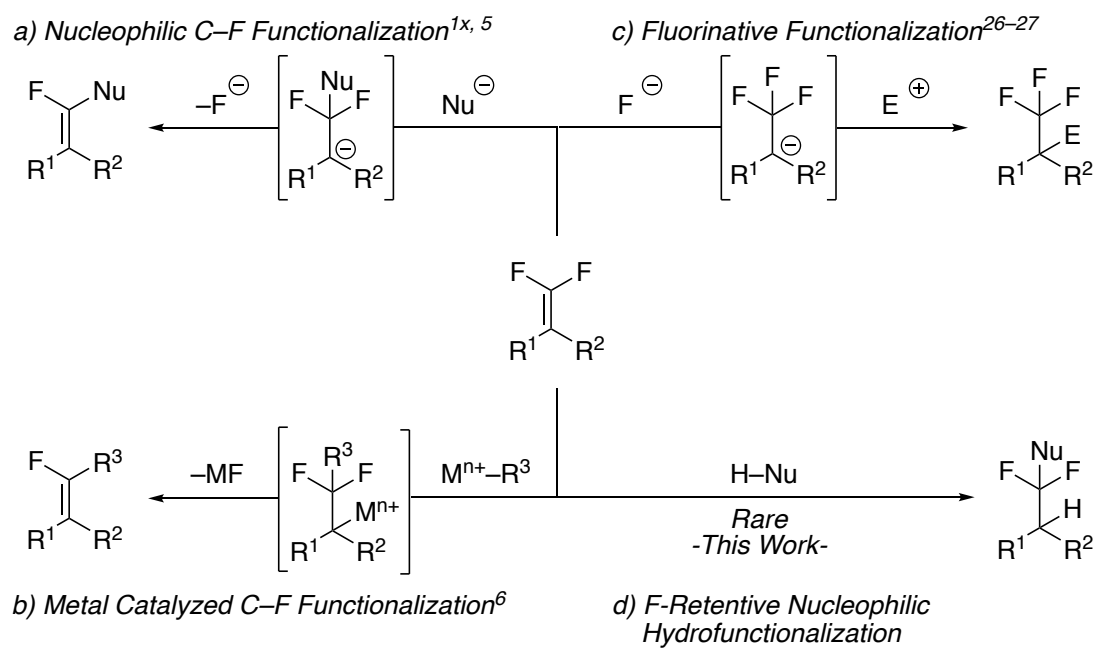 a) Nucleophilic C–F Functionalization1x, 5
c) Fluorinative Functionalization26–27
F Nu
R1 R2
–F⊖
Nu
F F
⊖
R1 R2
Nu⊖
F⊖
F
F F
⊖
R1 R2
E⊕
F
F F
E
R1 R2
F F
R1 R2
F R3
R1 R2
–MF
R3
F F
Mn+
R1 R2
Mn+–R3
H–Nu
Rare
-This Work-
Nu
F F
H
R1 R2
b) Metal Catalyzed C–F Functionalization6
d) F-Retentive Nucleophilic
Hydrofunctionalization